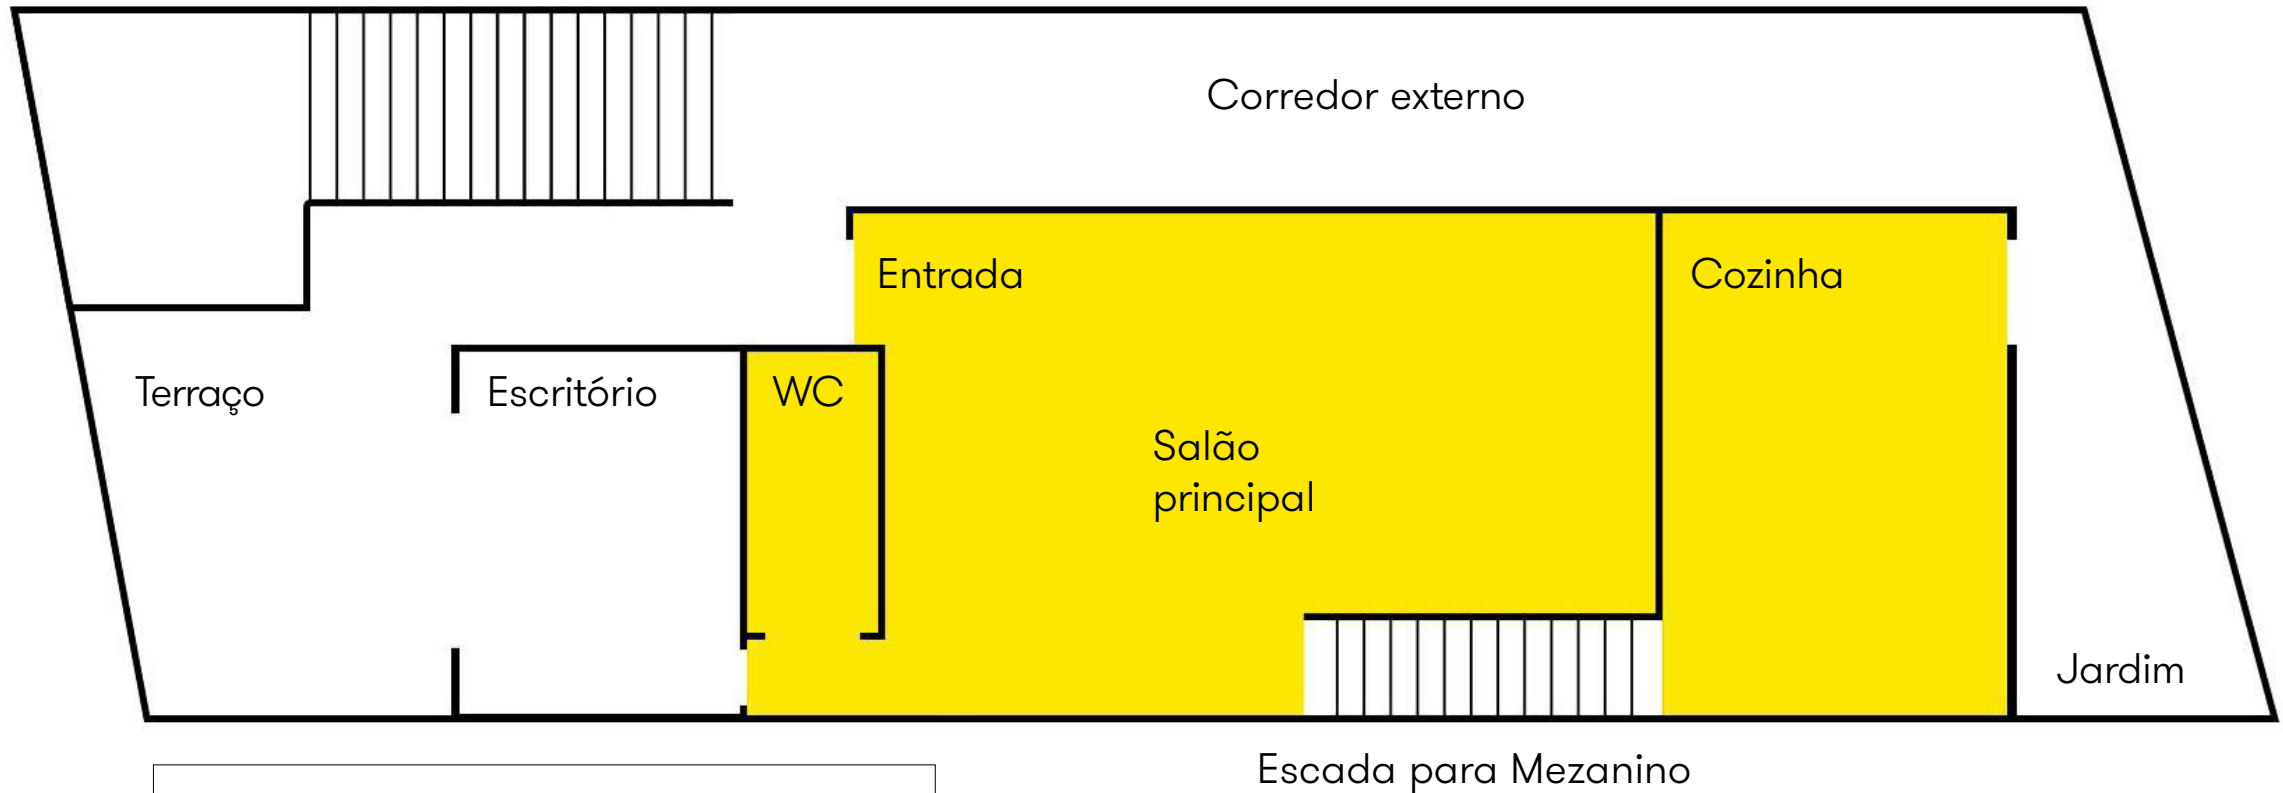 Corredor externo
Entrada
Cozinha
Terraço
Escritório
WC
Salão
principal
Jardim
Escada para Mezanino